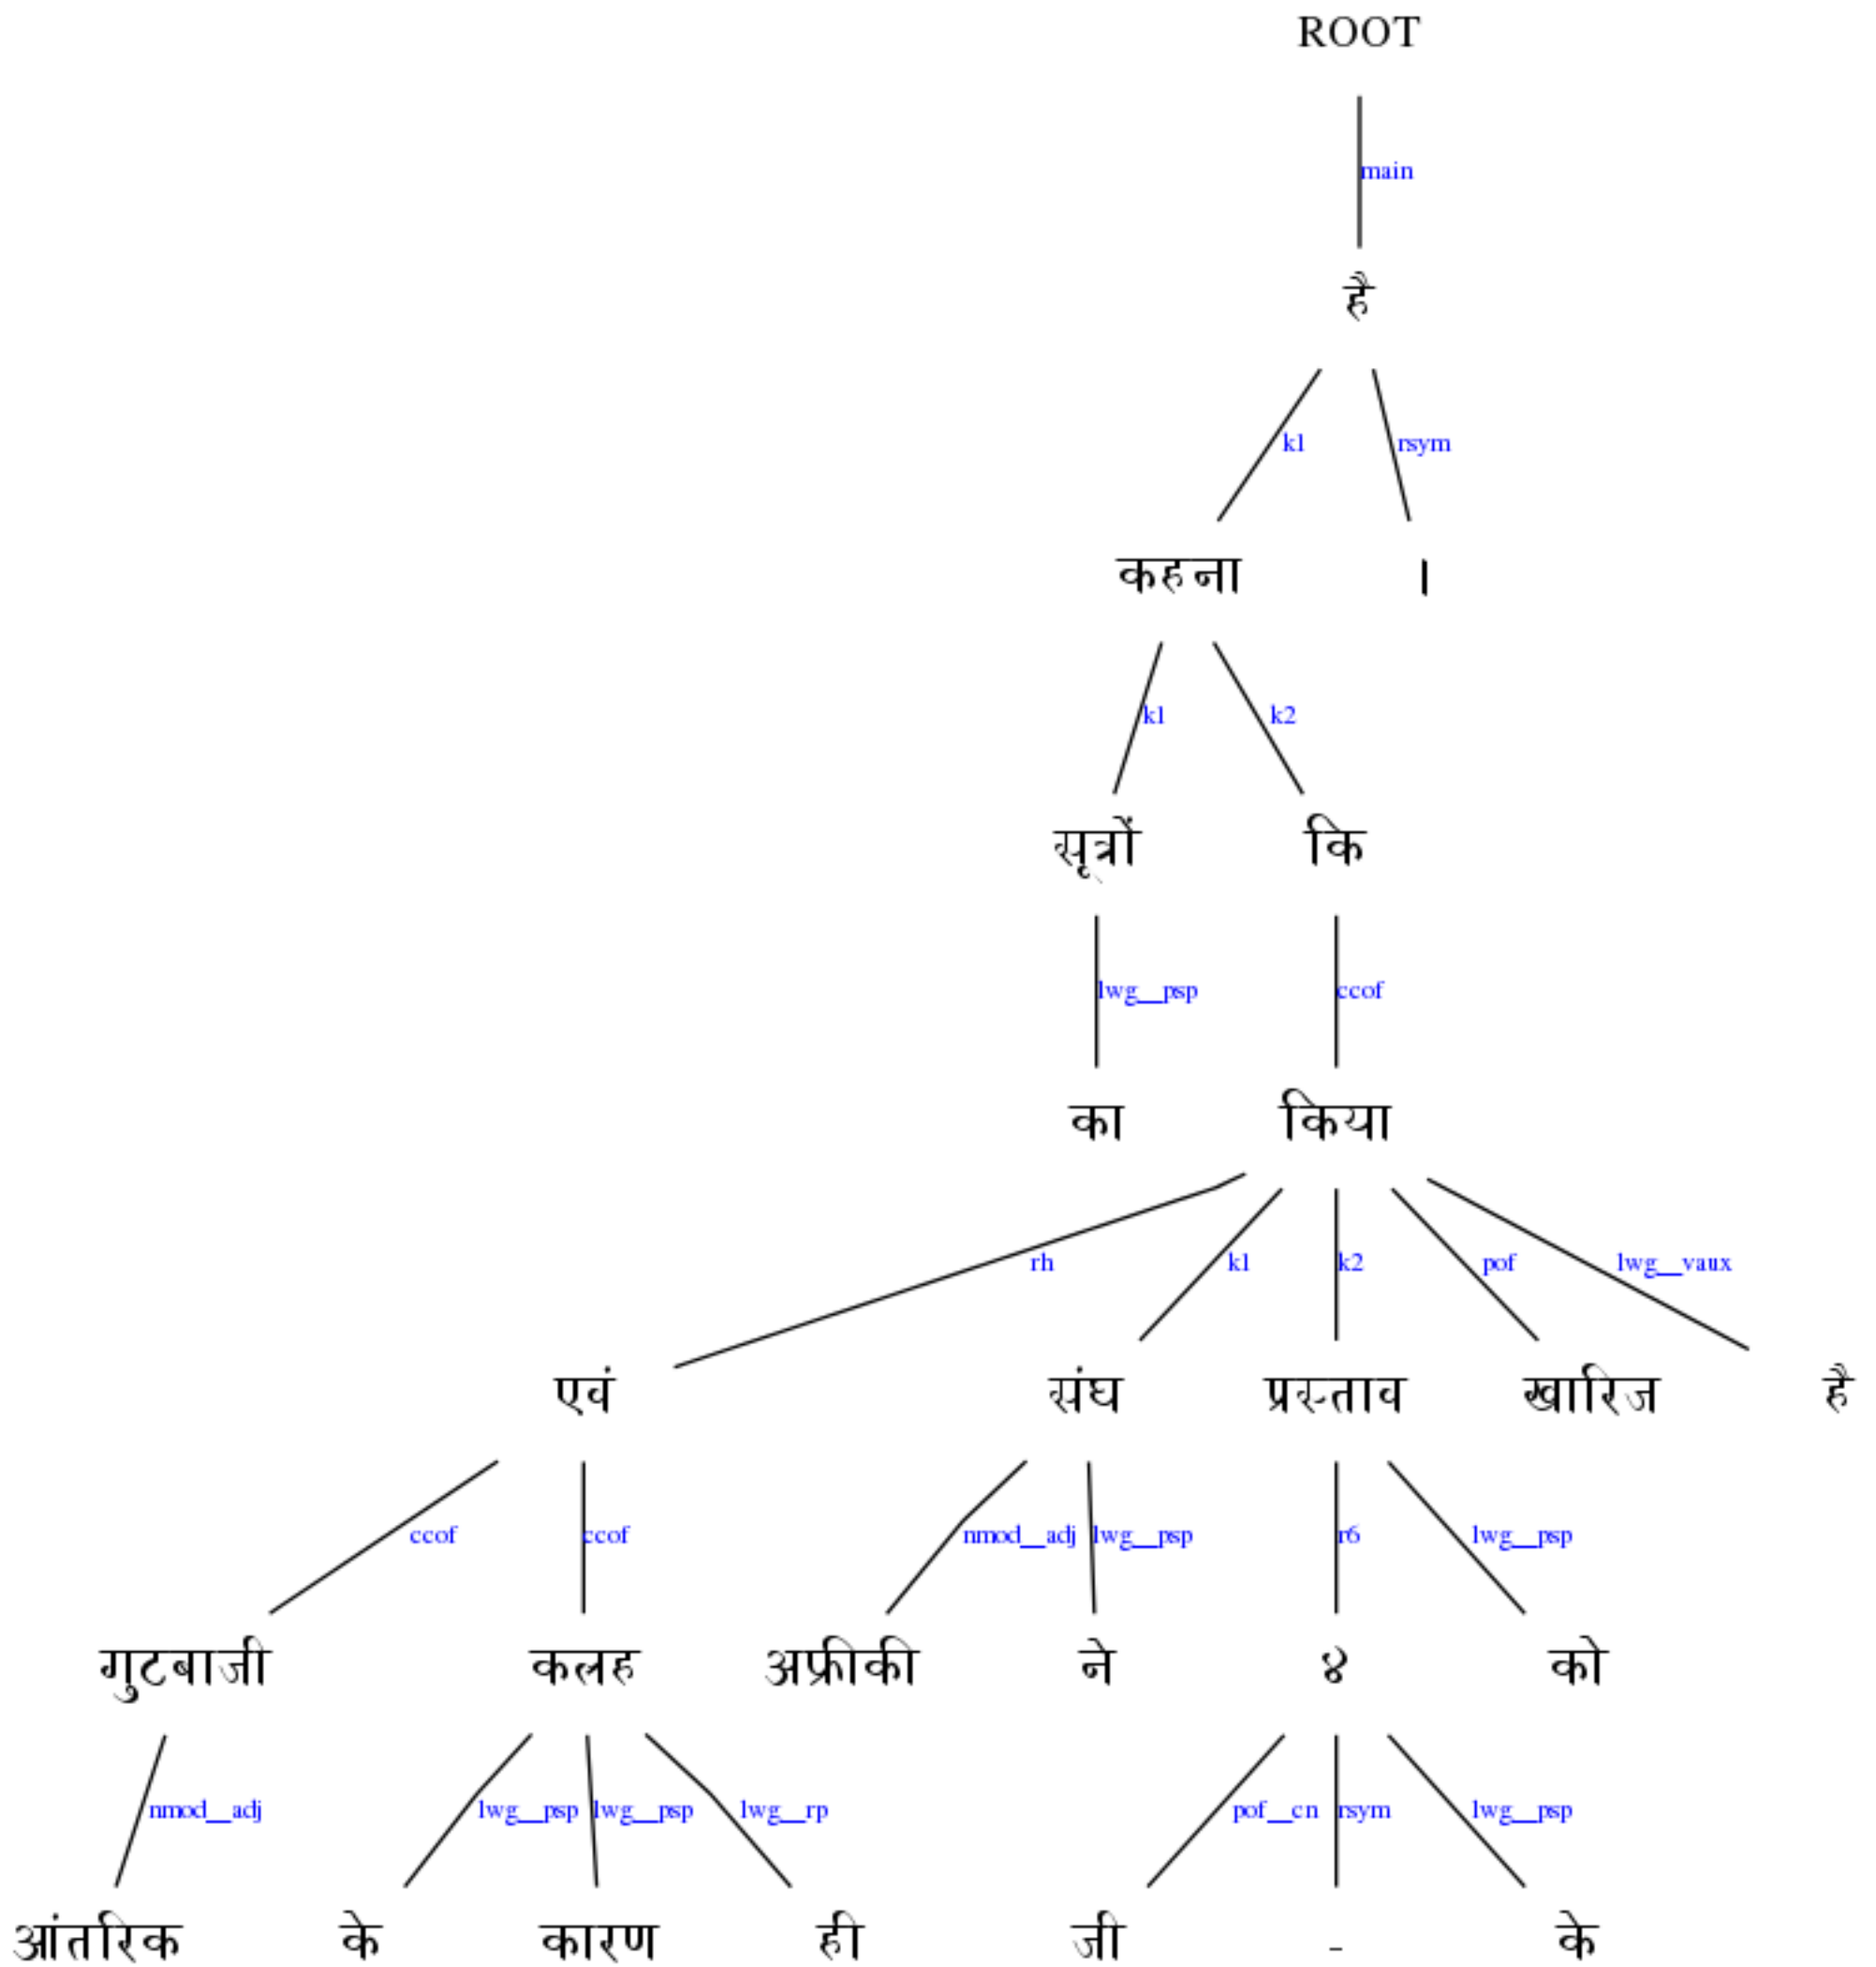 ROOT
main
है
k1 rsym
कहना ।
k1 k2
सूत्रों कि
lwg__psp ccof
का किया
rh k1 k2 pof lwg__vaux
एवं संघ प्रस्ताव खारिज है
ccof ccof nmod__adj lwg__psp r6 lwg__psp
गुटबाजी कलह अफ्रीकी ने ४ को
nmod__adj lwg__psp lwg__psp lwg__rp pof__cn rsym lwg__psp
आंतरिक के कारण ही जी - के